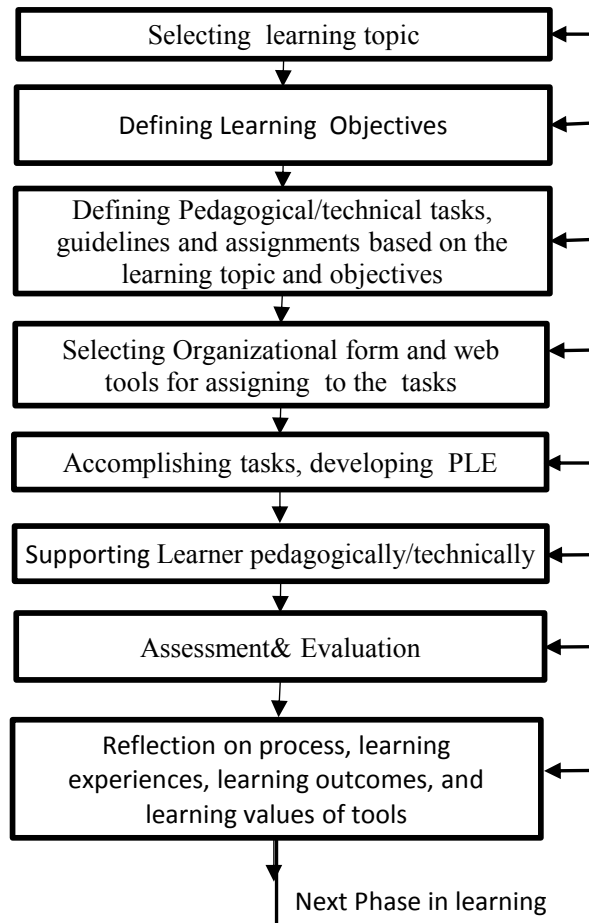 Selecting learning topic
Defining Learning Objectives
Defining Pedagogical/technical tasks,
guidelines and assignments based on the
learning topic and objectives
Selecting Organizational form and web
tools for assigning to the tasks
Accomplishing tasks, developing PLE
Supporting Learner pedagogically/technically
Assessment& Evaluation
Reflection on process, learning
experiences, learning outcomes, and
learning values of tools
Next Phase in learning